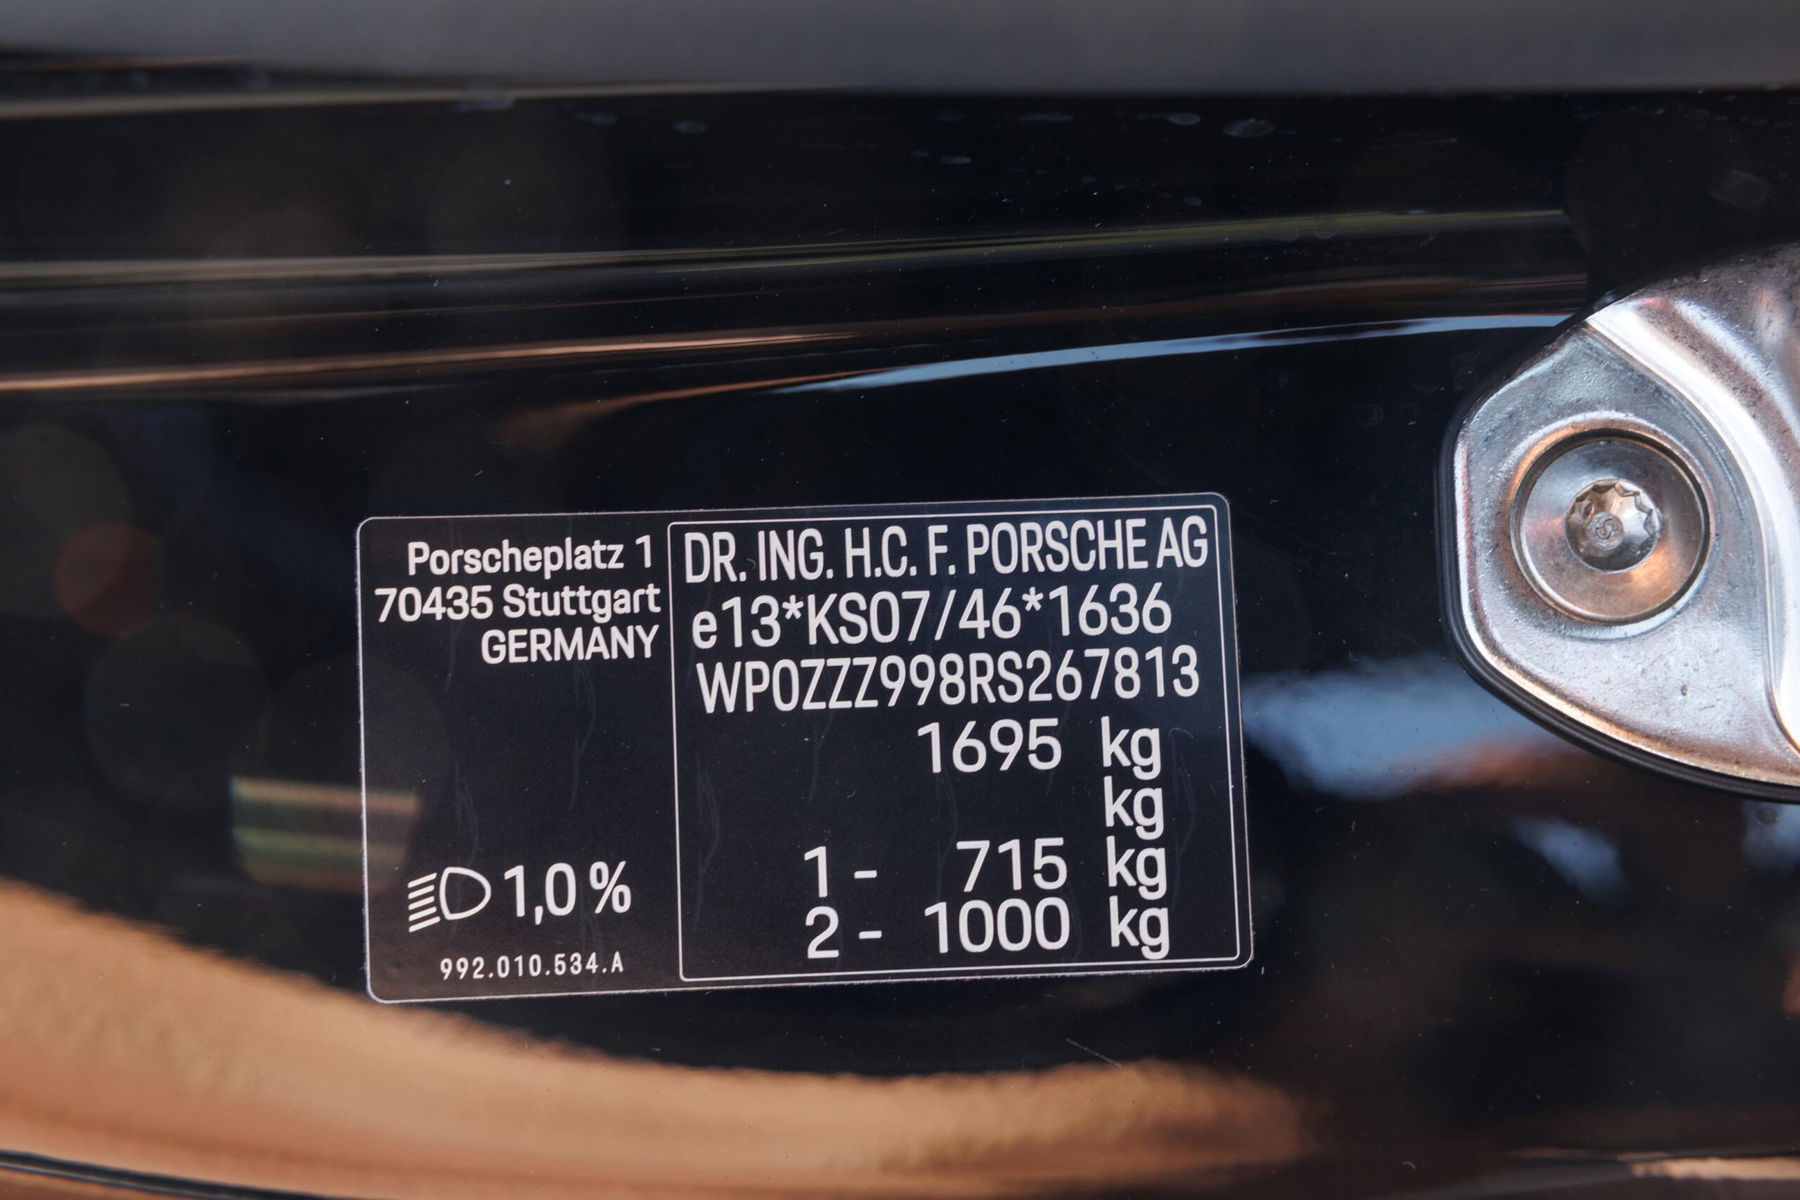 Porscheplatz 1
70435 Stuttgart
GERMANY
1,0 %
992.010.534.A
DR. ING. H.C. F. PORSCHE AG
e13*KS07/46*1636
WP0ZZZ998RS267813
1695 kg
kg
1 - 715 kg
2 - 1000 kg